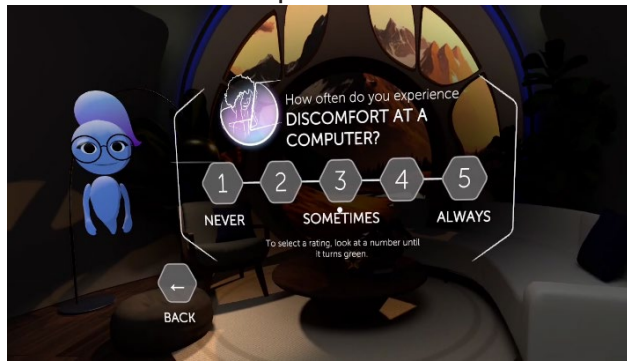 How often do you experience
DISCOMFORT AT A
COMPUTER?
1 2 3 4 5
NEVER SOMETIMES ALWAYS
To select a rating, look at a number until
it turns green.
←
BACK